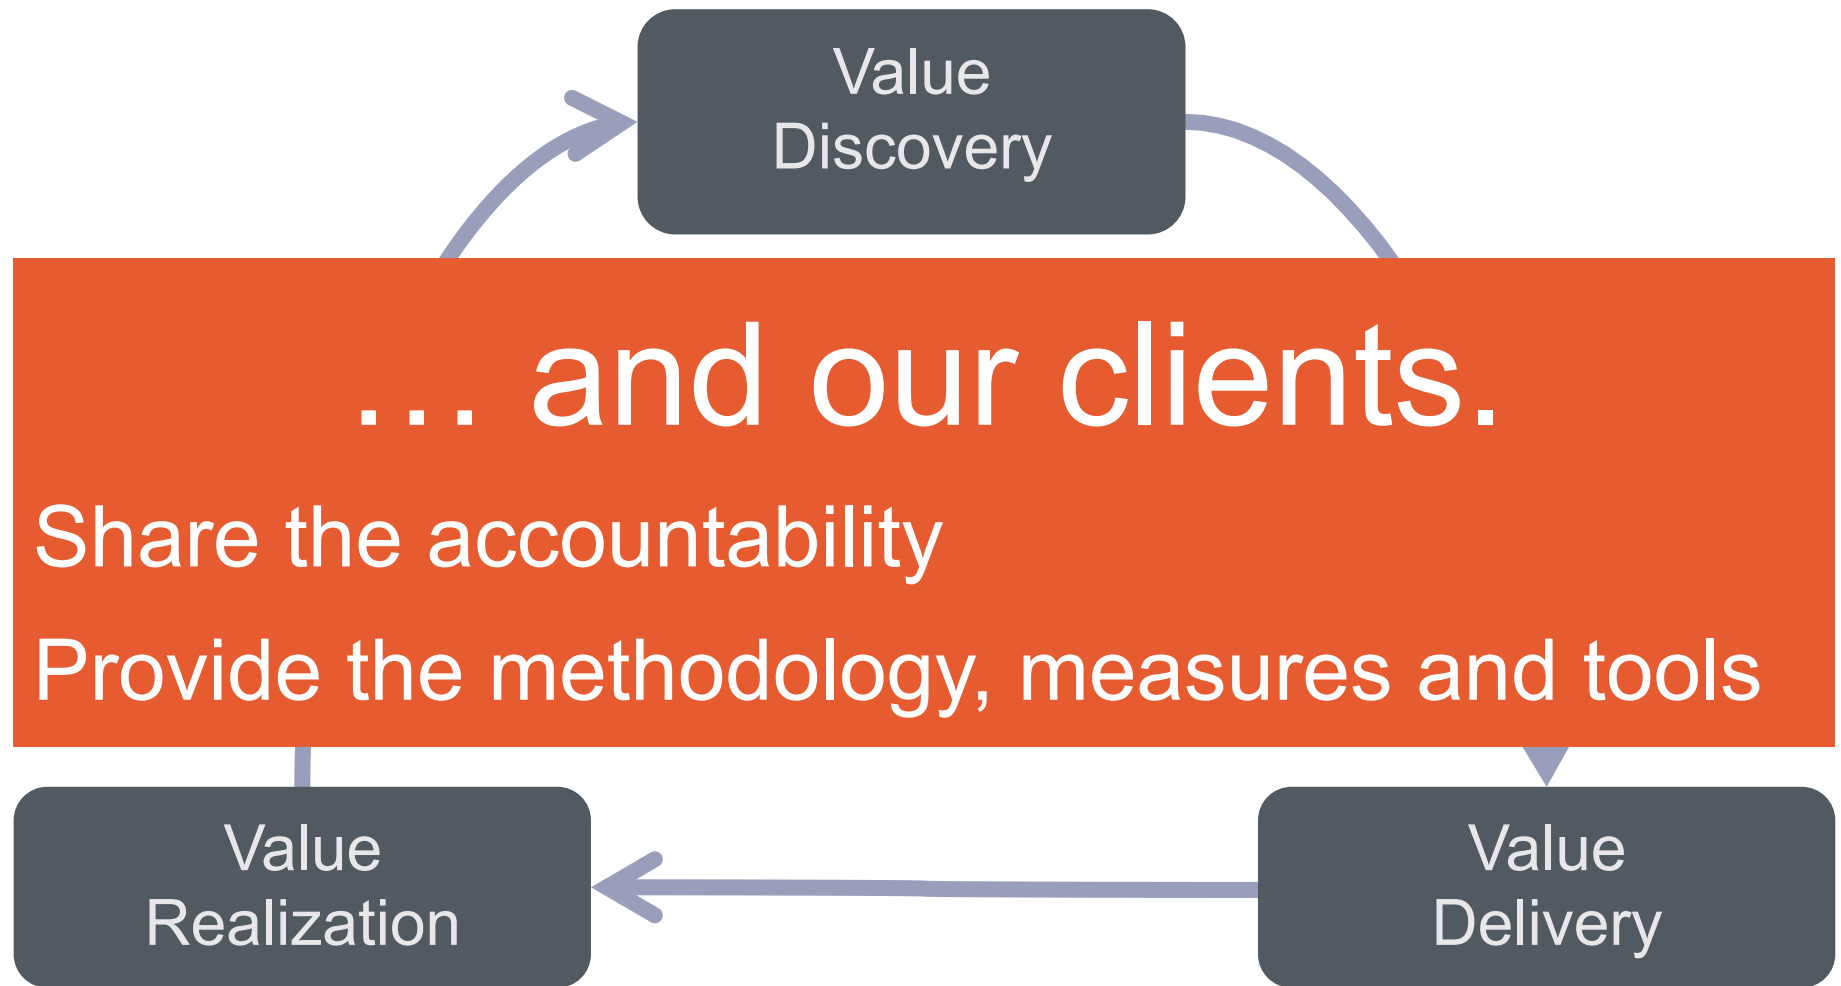 Value
Discovery
… and our clients.
Share the accountability
Provide the methodology, measures and tools
Value
Realization
Value
Delivery